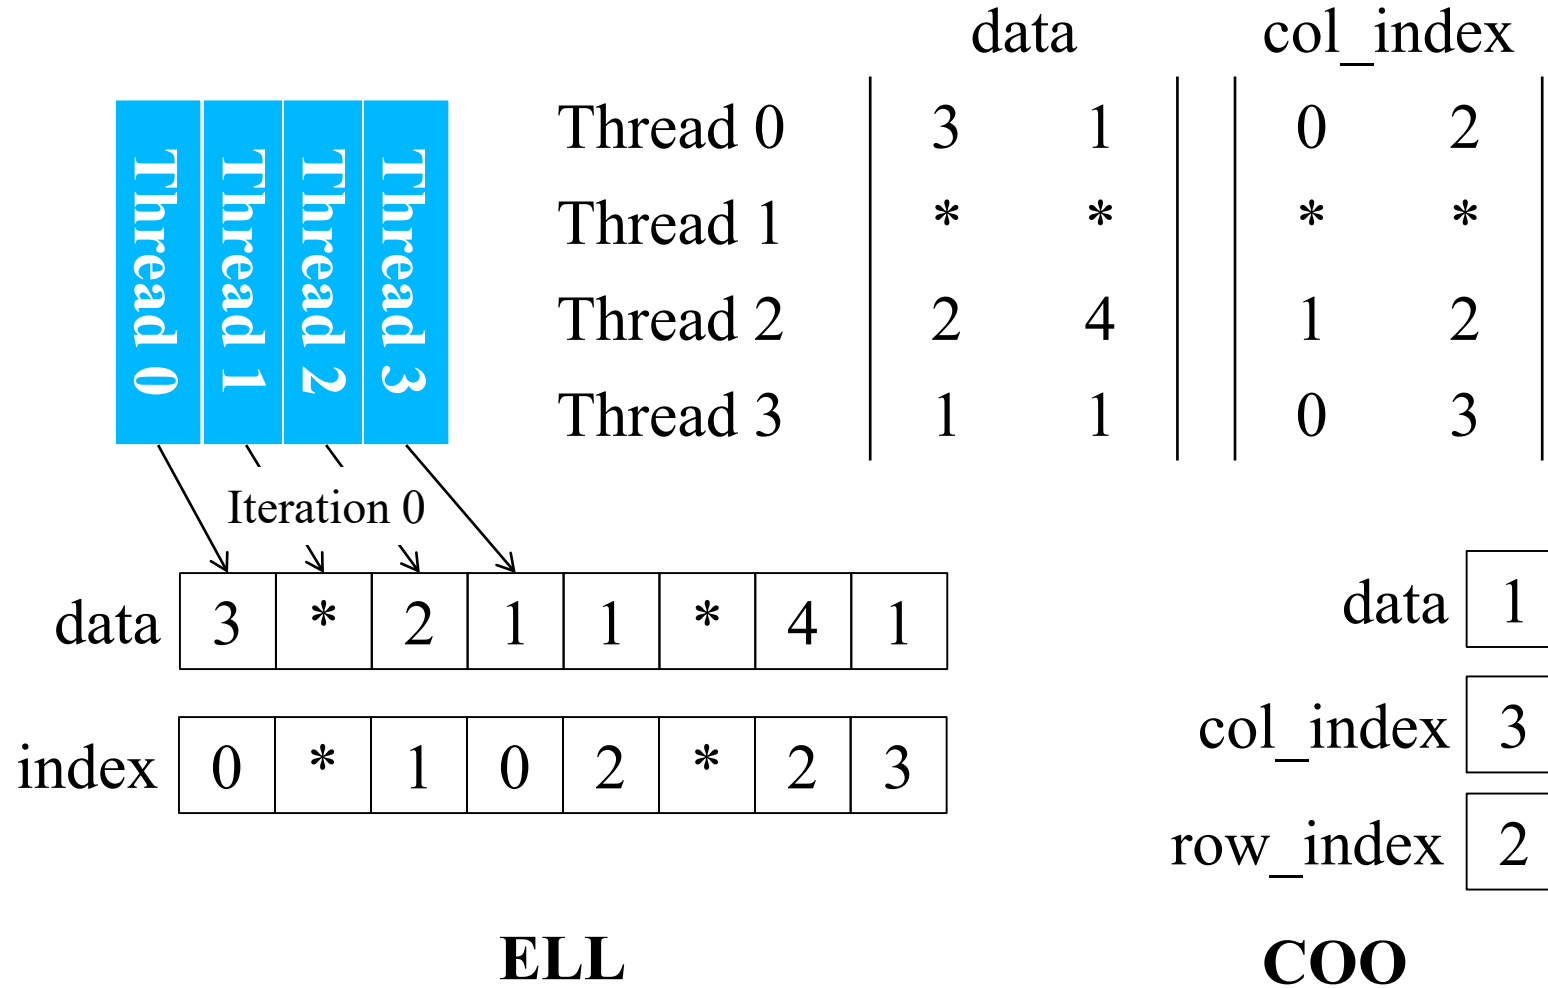 data col_index
Thread 0 3 1 0 2
Thread 1 * * * *
Thread 2 2 4 1 2
Thread 3 1 1 0 3
Thread 0
Thread 1
Thread 2
Thread 3
Iteration 0
data 3 * 2 1 1 * 4 1
index 0 * 1 0 2 * 2 3
ELL
data 1
col_index 3
row_index 2
COO